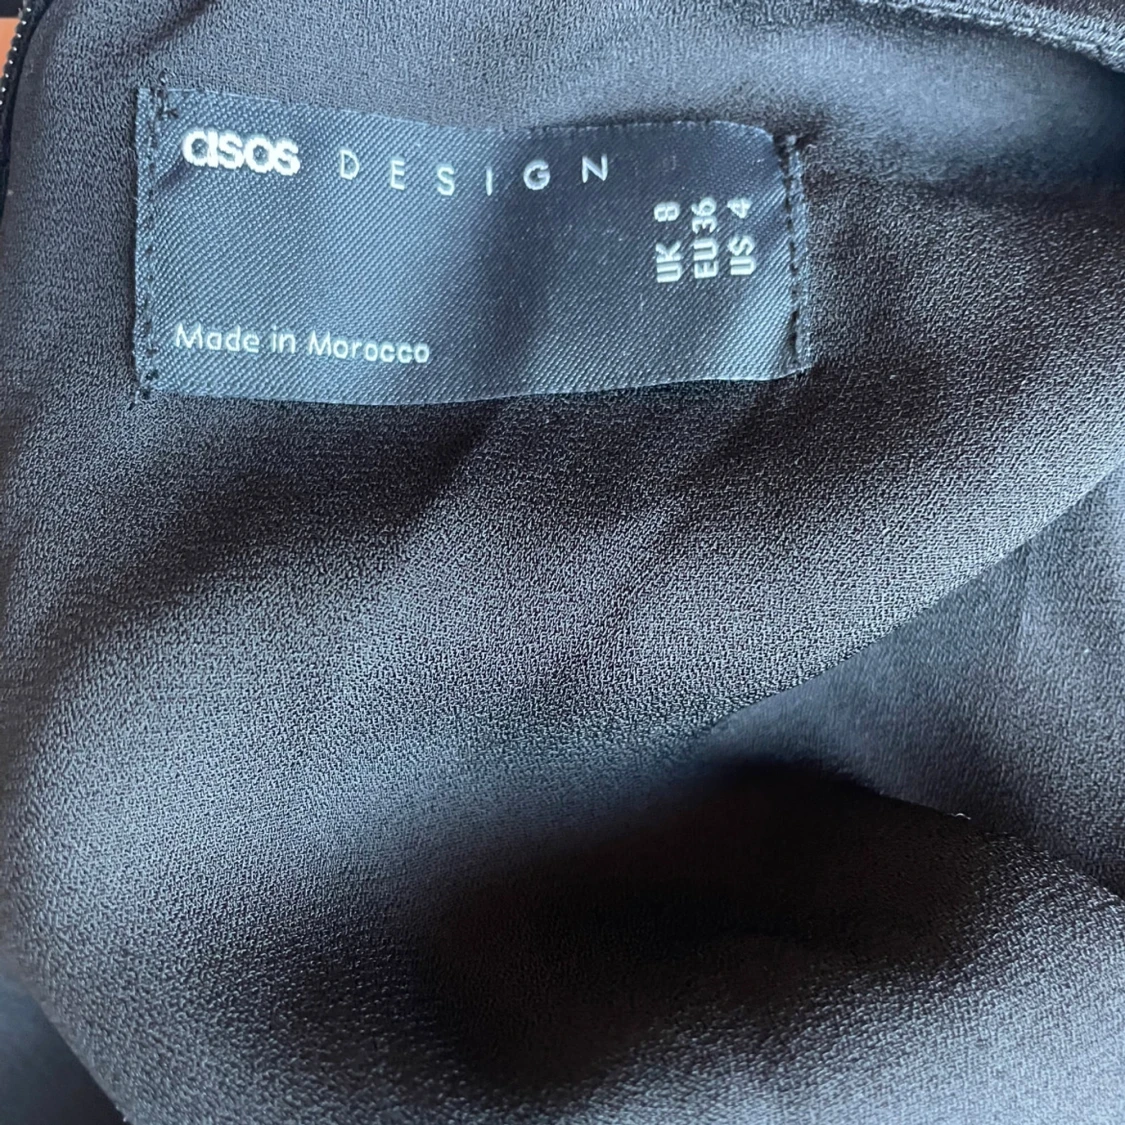 asos DESIGN
UK 8
EU 36
US 4
Made in Morocco